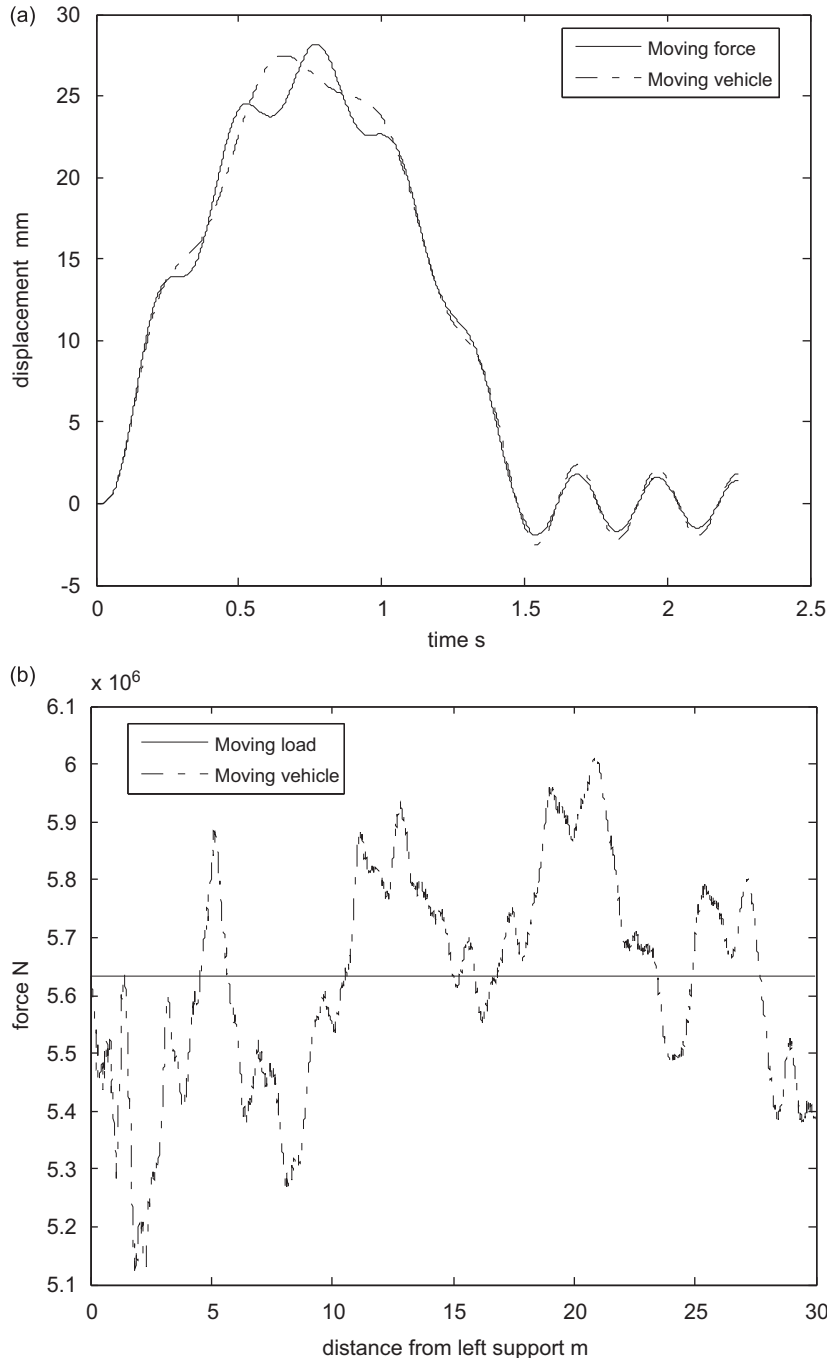 (a)
30
25
20
15
10
5
0
-5
displacement mm
Moving force
Moving vehicle
0
0.5
1
1.5
2
2.5
time s
(b)
x 10⁶
6.1
6
5.9
5.8
5.7
5.6
5.5
5.4
5.3
5.2
5.1
force N
Moving load
Moving vehicle
0
5
10
15
20
25
30
distance from left support m